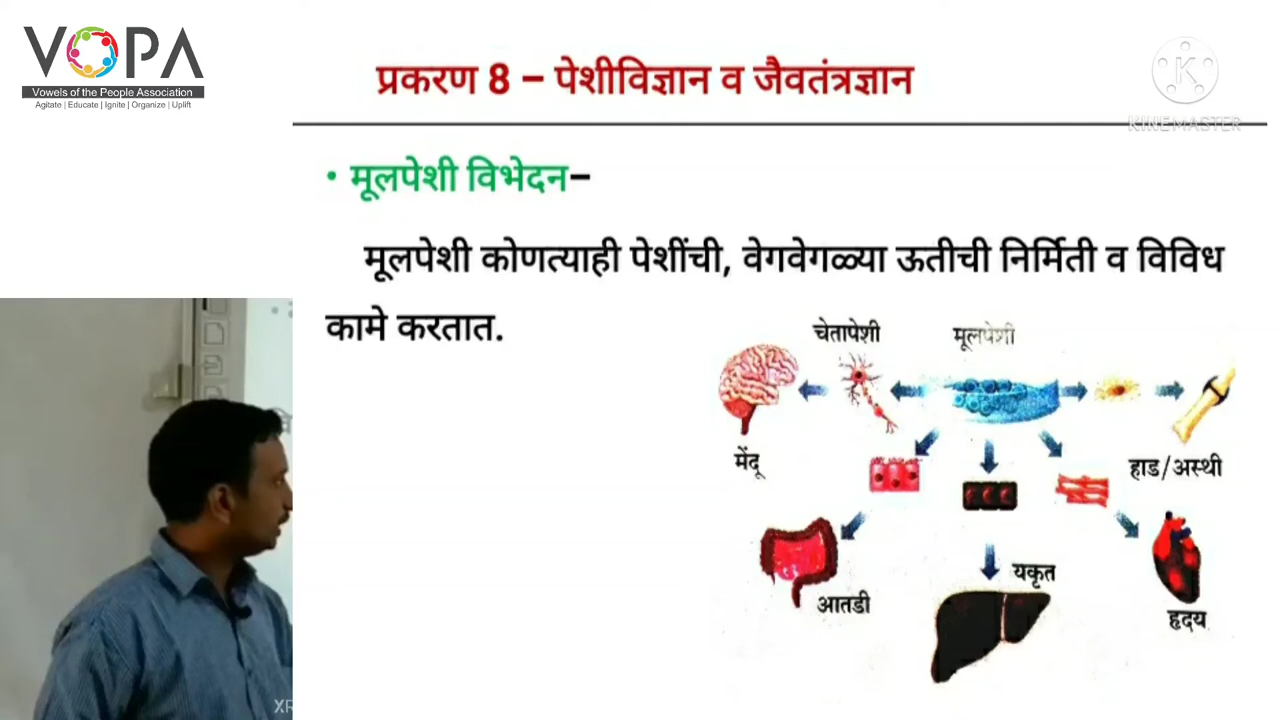 VOPA
Vowels of the People Association
Agitate | Educate | Ignite | Organize | Uplift
प्रकरण 8 – पेशीविज्ञान व जैवतंत्रज्ञान
K
KINEMASTER
• मूलपेशी विभेदन–
मूलपेशी कोणत्याही पेशींची, वेगवेगळ्या ऊतीची निर्मिती व विविध
कामे करतात.
चेतापेशी
मूलपेशी
मेंदू
हाड/अस्थी
आतडी
यकृत
हृदय